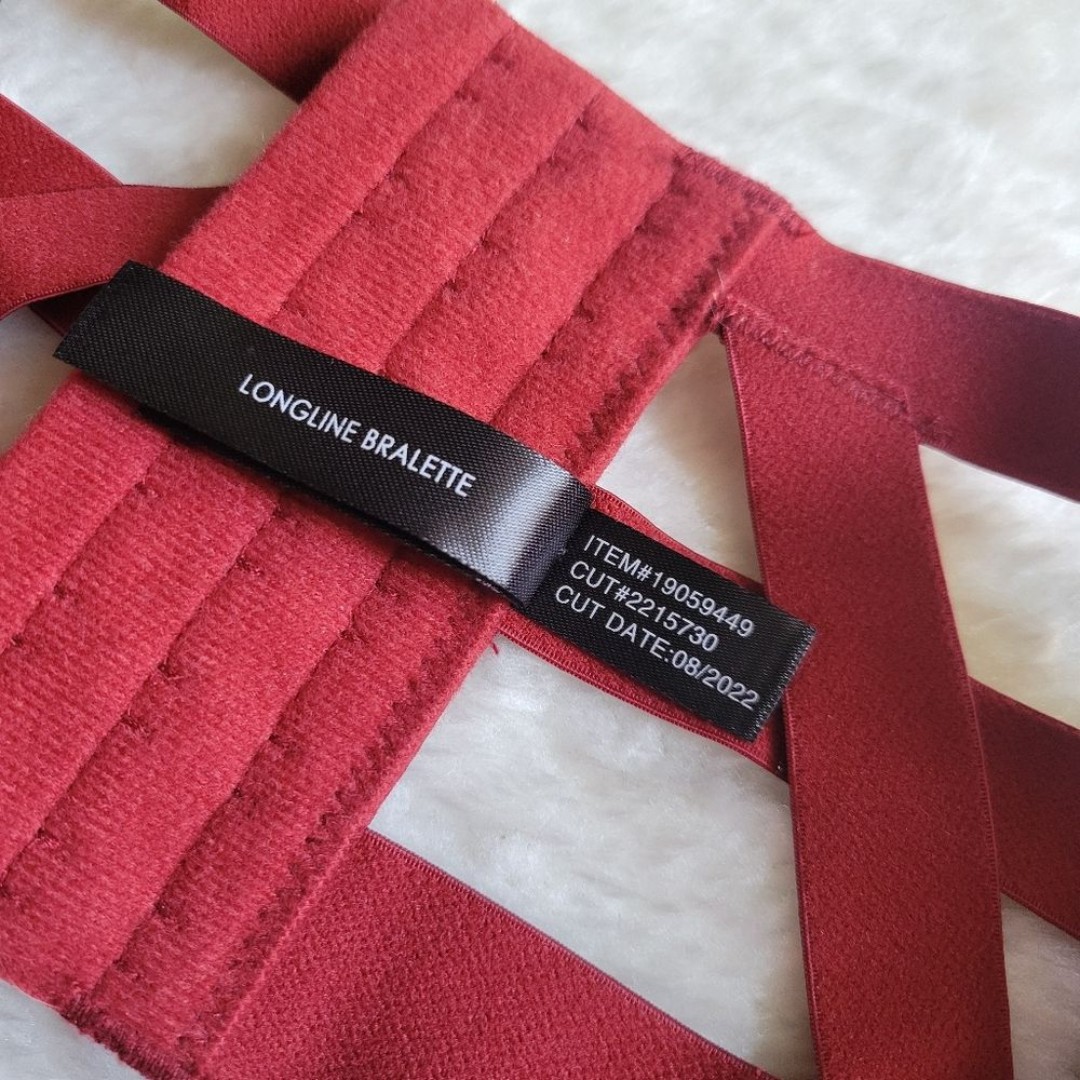 LONGLINE BRALETTE
ITEM#19059449
CUT#2215730
CUT DATE:08/2022